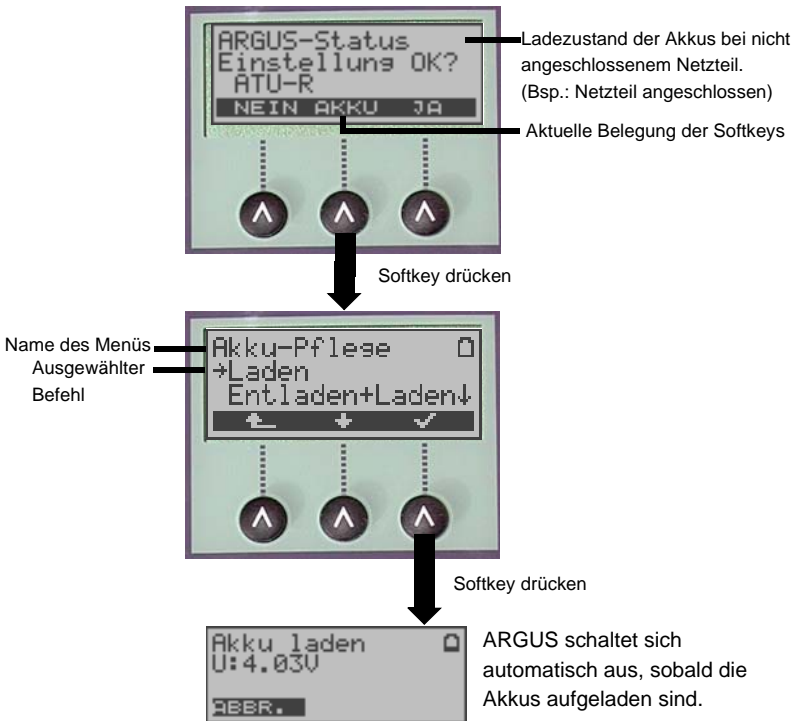 ARGUS-Status
Einstellung OK?
ATU-R
NEIN AKKU JA
Ladezustand der Akkus bei nicht
angeschlossenem Netzteil.
(Bsp.: Netzteil angeschlossen)
Aktuelle Belegung der Softkeys
Softkey drücken
Name des Menüs
Ausgewählter
Befehl
Akku-Pflege
→Laden
Entladen+Laden↓
Softkey drücken
Akku laden
U:4.03V
ABBR.
ARGUS schaltet sich
automatisch aus, sobald die
Akkus aufgeladen sind.